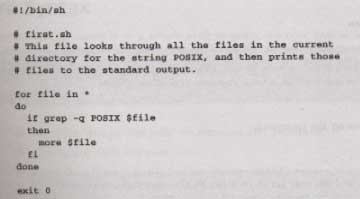 #!/bin/sh
# first.sh
# This file looks through all the files in the current
# directory for the string POSIX, and then prints those
# files to the standard output.
for file in *
do
  if grep -q POSIX $file
  then
    more $file
  fi
done
exit 0